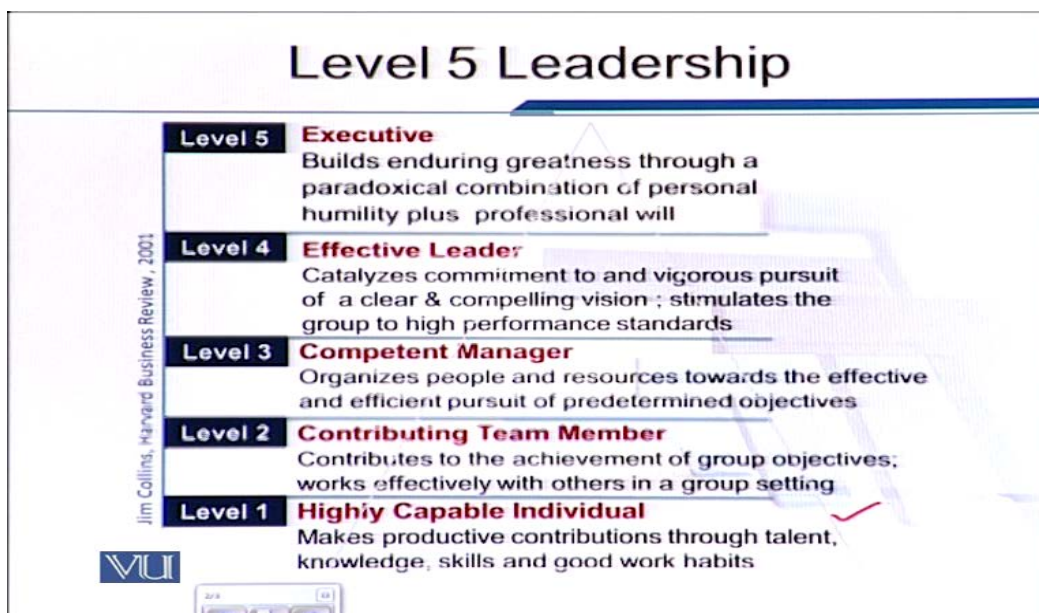 Level 5 Leadership
Level 5
Executive
Builds enduring greatness through a
paradoxical combination of personal
humility plus professional will
Level 4
Effective Leader
Catalyzes commitment to and vigorous pursuit
of a clear & compelling vision ; stimulates the
group to high performance standards
Level 3
Competent Manager
Organizes people and resources towards the effective
and efficient pursuit of predetermined objectives
Level 2
Contributing Team Member
Contributes to the achievement of group objectives;
works effectively with others in a group setting
Level 1
Highly Capable Individual
Makes productive contributions through talent,
knowledge, skills and good work habits
Jim Collins, Harvard Business Review, 2001
VU